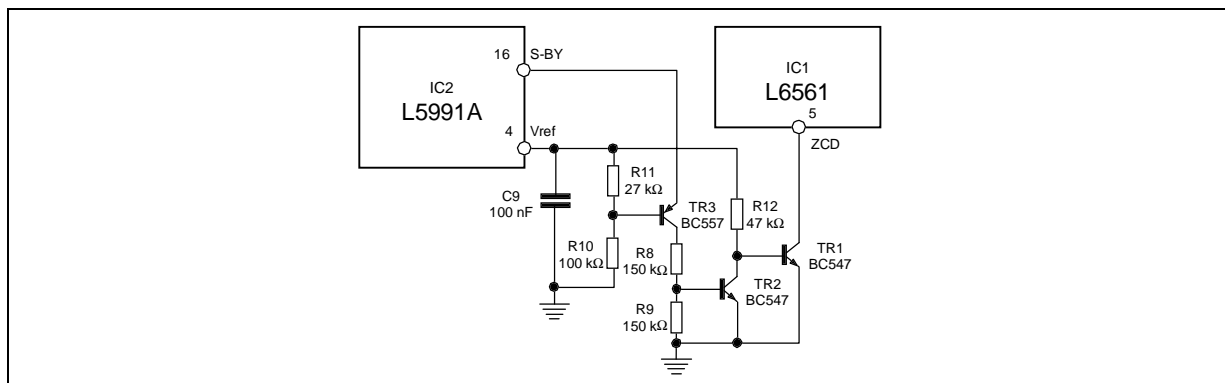 16
S-BY
IC2
L5991A
IC1
L6561
5
ZCD
4
Vref
R11
27 kΩ
C9
100 nF
R12
47 kΩ
TR3
BC557
R10
100 kΩ
R8
150 kΩ
TR1
BC547
TR2
BC547
R9
150 kΩ